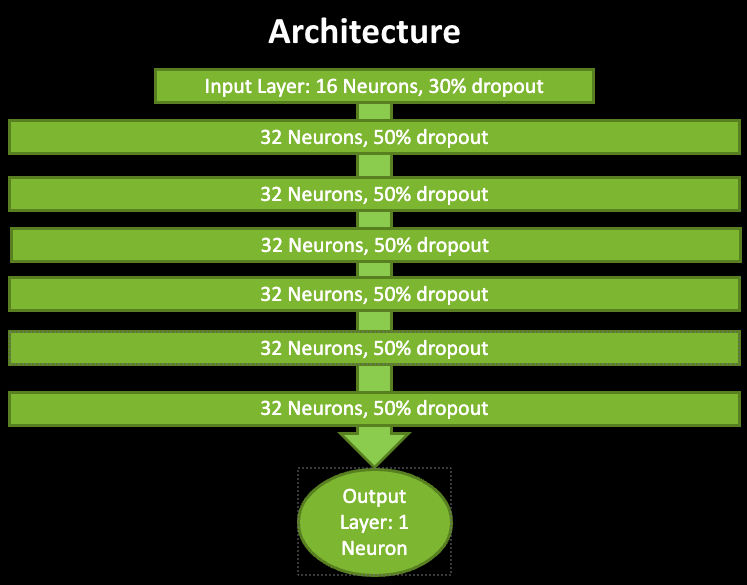 Architecture
Input Layer: 16 Neurons, 30% dropout
32 Neurons, 50% dropout
32 Neurons, 50% dropout
32 Neurons, 50% dropout
32 Neurons, 50% dropout
32 Neurons, 50% dropout
32 Neurons, 50% dropout
Output
Layer: 1
Neuron